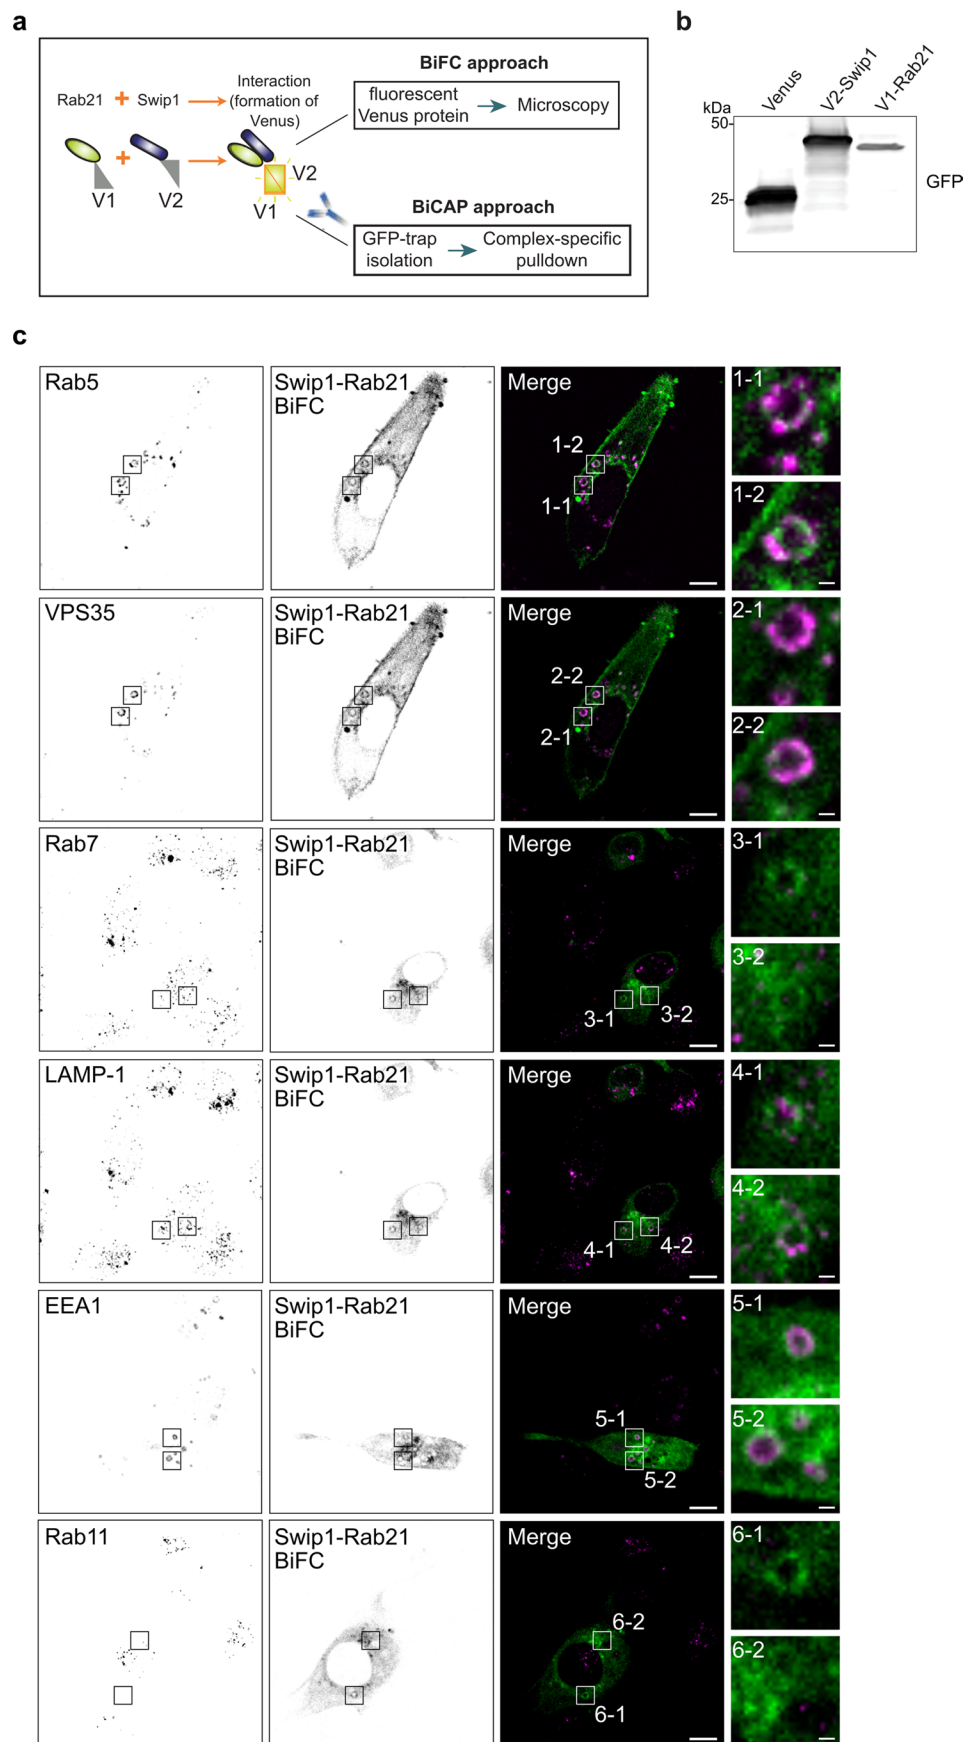 a
BiFC approach
Rab21 + Swip1
Interaction
(formation of
Venus)
fluorescent
Venus protein
Microscopy
+
V1
V2
V2
V1
BiCAP approach
GFP-trap
isolation
Complex-specific
pulldown
b
Venus
V2-Swip1
V1-Rab21
kDa
50-
25-
GFP
c
Rab5
Swip1-Rab21
BiFC
Merge
1-2
1-1
1-1
1-2
VPS35
Swip1-Rab21
BiFC
Merge
2-2
2-1
2-1
2-2
Rab7
Swip1-Rab21
BiFC
Merge
3-1
3-2
3-1
3-2
LAMP-1
Swip1-Rab21
BiFC
Merge
4-1
4-2
4-1
4-2
EEA1
Swip1-Rab21
BiFC
Merge
5-1
5-2
5-1
5-2
Rab11
Swip1-Rab21
BiFC
Merge
6-2
6-1
6-1
6-2